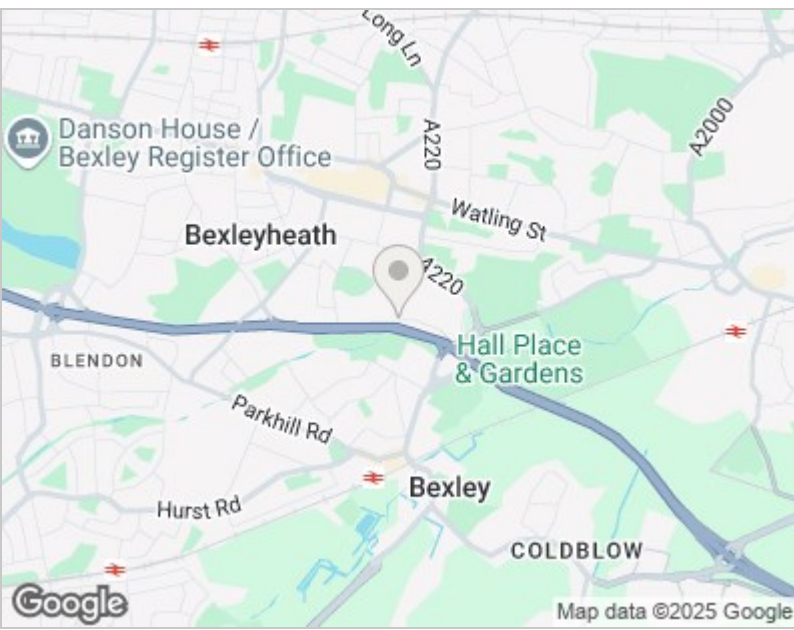 Long Ln
A220
A2000
Danson House /
Bexley Register Office
Watling St
Bexleyheath
A220
Hall Place
& Gardens
BLENDON
Parkhill Rd
Bexley
Hurst Rd
COLDBLOW
Google
Map data ©2025 Google